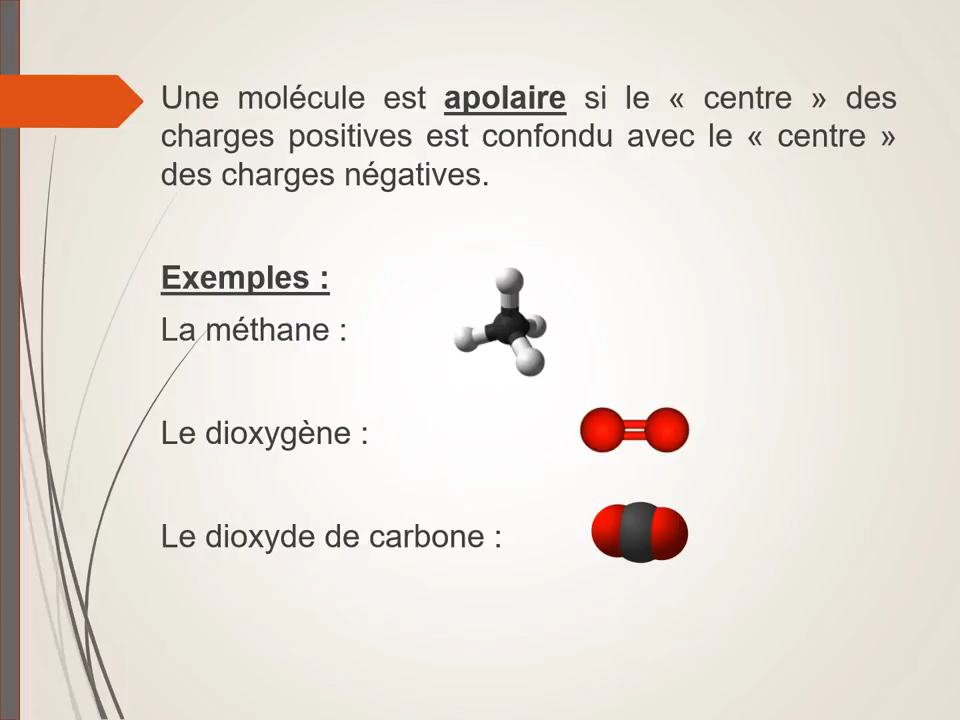 Une molécule est apolaire si le « centre » des
charges positives est confondu avec le « centre »
des charges négatives.
Exemples :
La méthane :
Le dioxygène :
Le dioxyde de carbone :